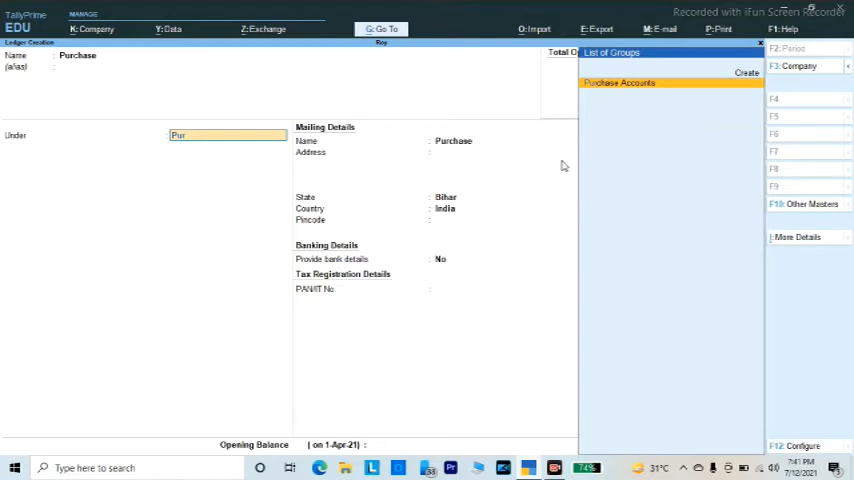 Recorded with iFun Screen Recorder
TallyPrime
MANAGE
EDU
K: Company
Y: Data
Z: Exchange
G: Go To
O: Import
E: Export
M: E-mail
P: Print
F1: Help
Ledger Creation
Roy
Name : Purchase
(alias) :
Total Op
List of Groups
Create
Purchase Accounts
Under : Pur
Mailing Details
Name : Purchase
Address :
State : Bihar
Country : India
Pincode :
Banking Details
Provide bank details : No
Tax Registration Details
PAN/IT No. :
Opening Balance ( on 1-Apr-21) :
F2: Period
F3: Company
F4
F5
F6
F7
F8
F9
F10: Other Masters
I: More Details
F12: Configure
Type here to search
L
38
Pr
74%
31°C
7:41 PM
7/12/2021